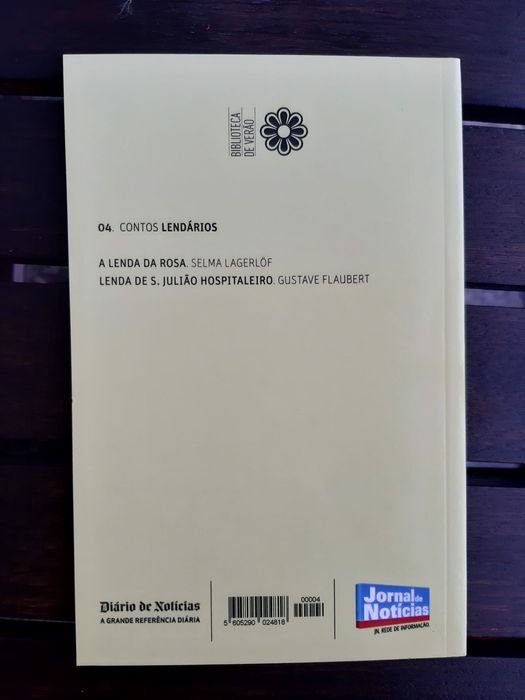 BIBLIOTECA
DE VERÃO
04. CONTOS LENDÁRIOS
A LENDA DA ROSA. SELMA LAGERLÖF
LENDA DE S. JULIÃO HOSPITALEIRO. GUSTAVE FLAUBERT
Diário de Notícias
A GRANDE REFERÊNCIA DIÁRIA
00004
5 605290 024818
Jornal de
Notícias
JN. REDE DE INFORMAÇÃO.